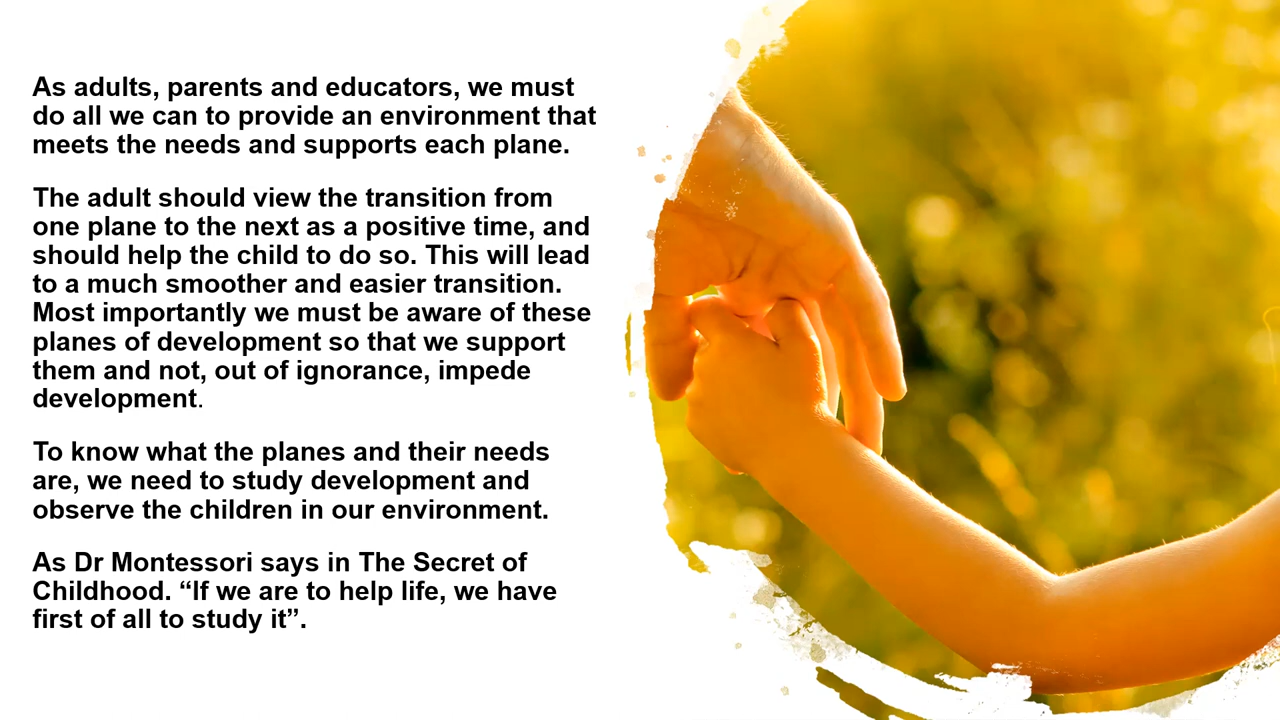 As adults, parents and educators, we must
do all we can to provide an environment that
meets the needs and supports each plane.
The adult should view the transition from
one plane to the next as a positive time, and
should help the child to do so. This will lead
to a much smoother and easier transition.
Most importantly we must be aware of these
planes of development so that we support
them and not, out of ignorance, impede
development.
To know what the planes and their needs
are, we need to study development and
observe the children in our environment.
As Dr Montessori says in The Secret of
Childhood. “If we are to help life, we have
first of all to study it”.